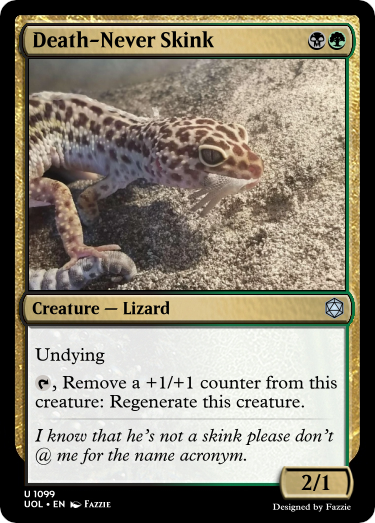 Death-Never Skink
Creature — Lizard
Undying
, Remove a +1/+1 counter from this
creature: Regenerate this creature.
I know that he's not a skink please don't
@ me for the name acronym.
2/1
U 1099
UOL • EN Fazzie
Designed by Fazzie